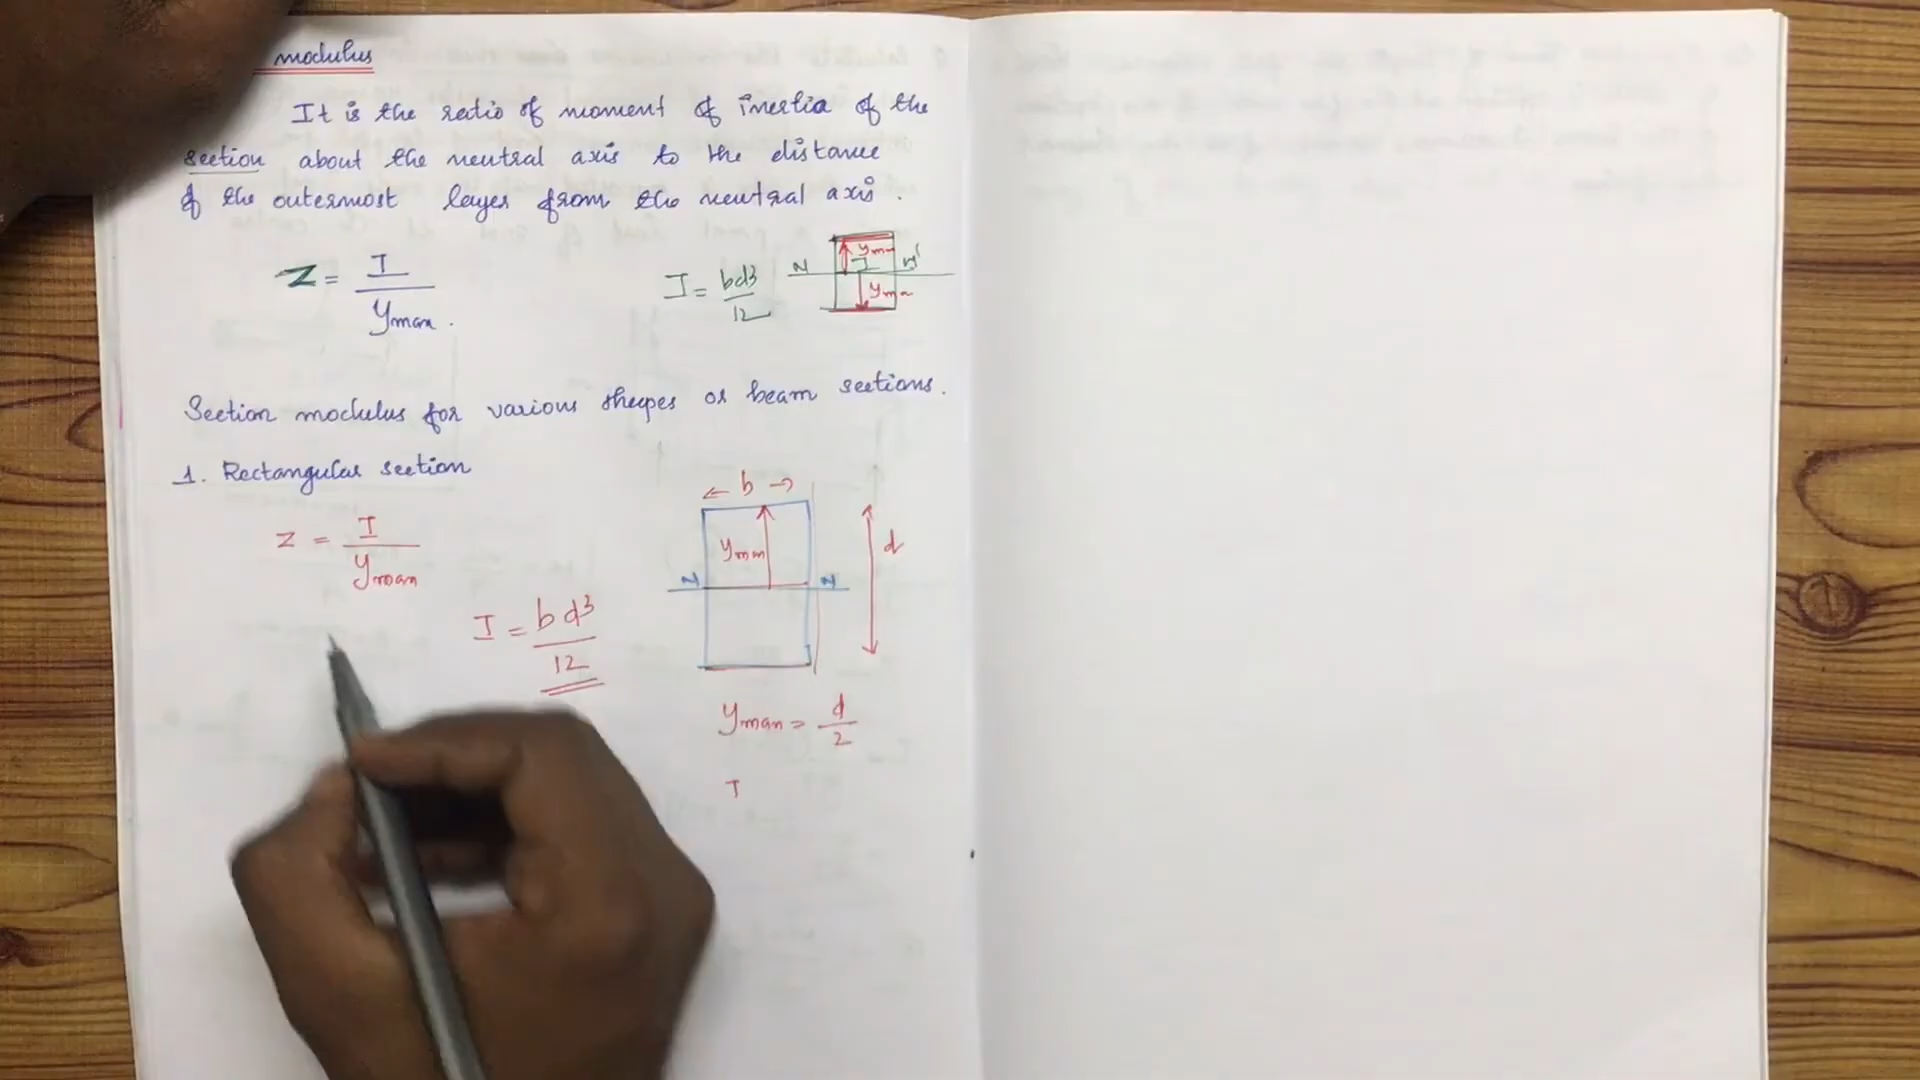 modulus
It is the ratio of moment of inertia of the
section about the neutral axis to the distance
of the outermost layer from the neutral axis.
Z = I / ymax.
I = bd³ / 12
N
N
ymax
ymax
I
Section modulus for various shapes or beam sections.
1. Rectangular section
b
Z = I / ymax
ymax
d
N
N
I = bd³ / 12
ymax = d / 2
I